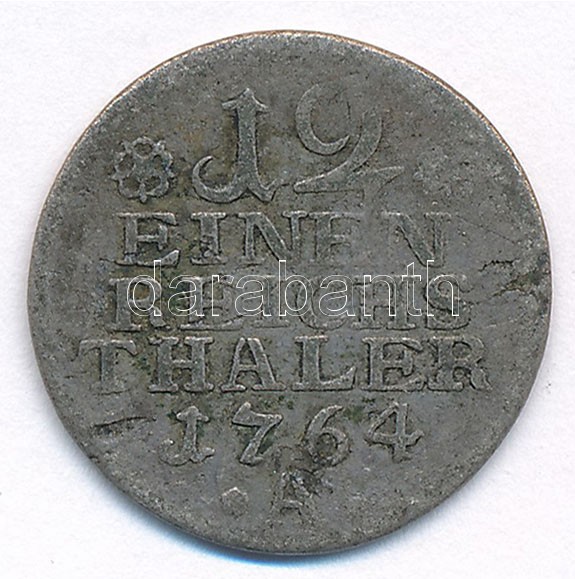 12
EINEN
REICHS
darabanth
THALER
1764
A